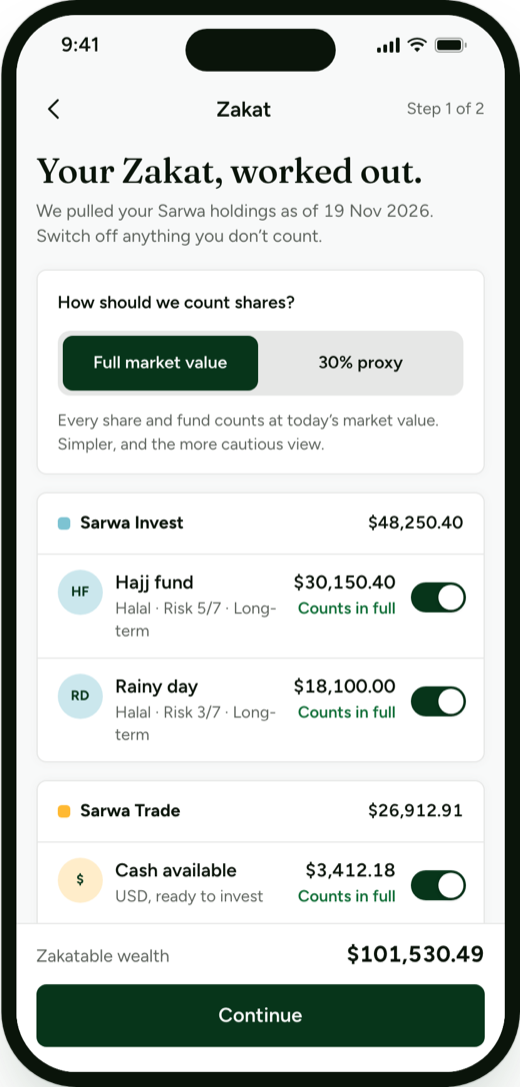 9:41
Zakat
Step 1 of 2
Your Zakat, worked out.
We pulled your Sarwa holdings as of 19 Nov 2026.
Switch off anything you don’t count.
How should we count shares?
Full market value
30% proxy
Every share and fund counts at today’s market value.
Simpler, and the more cautious view.
Sarwa Invest
$48,250.40
HF
Hajj fund
$30,150.40
Halal · Risk 5/7 · Long-
term
Counts in full
RD
Rainy day
$18,100.00
Halal · Risk 3/7 · Long-
term
Counts in full
Sarwa Trade
$26,912.91
$
Cash available
$3,412.18
USD, ready to invest
Counts in full
Zakatable wealth
$101,530.49
Continue